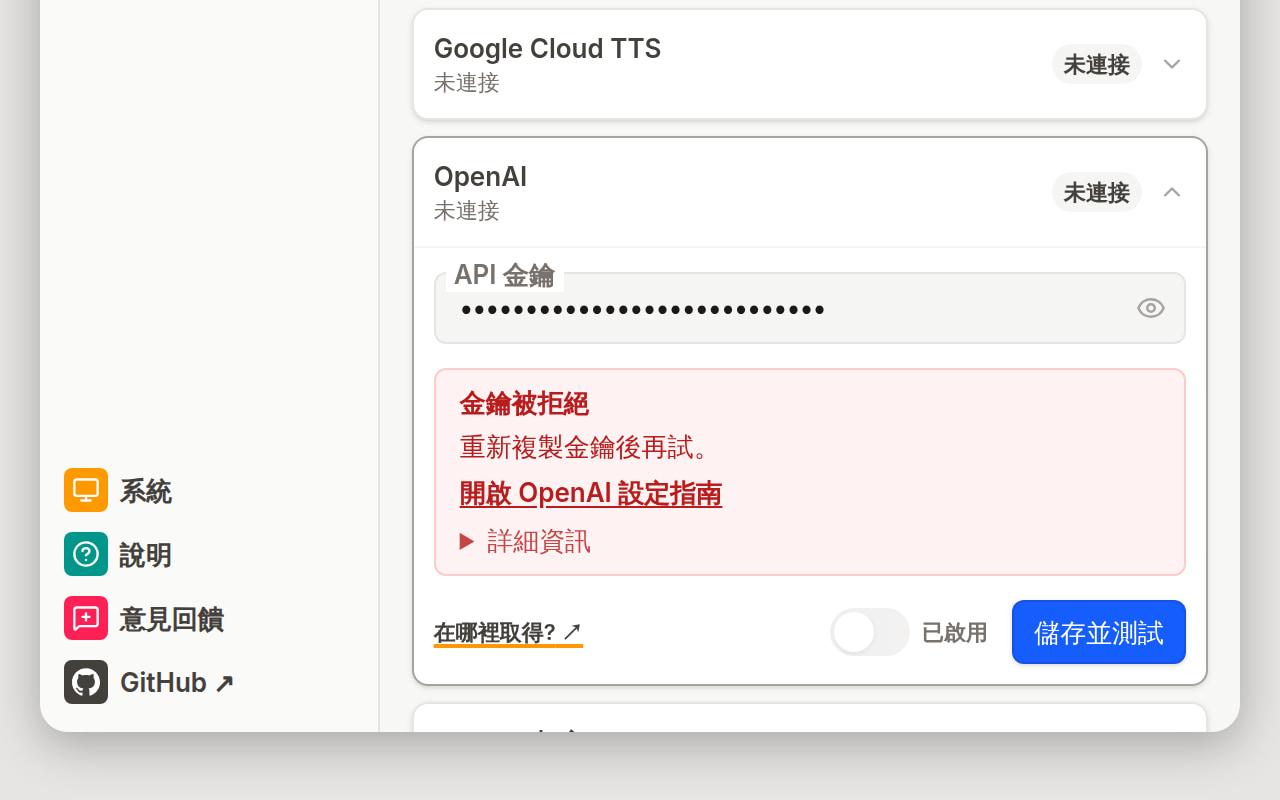 Google Cloud TTS
未連接
未連接
OpenAI
未連接
未連接
API 金鑰
金鑰被拒絕
重新複製金鑰後再試。
開啟 OpenAI 設定指南
詳細資訊
在哪裡取得? ↗
已啟用
儲存並測試
系統
說明
意見回饋
GitHub ↗